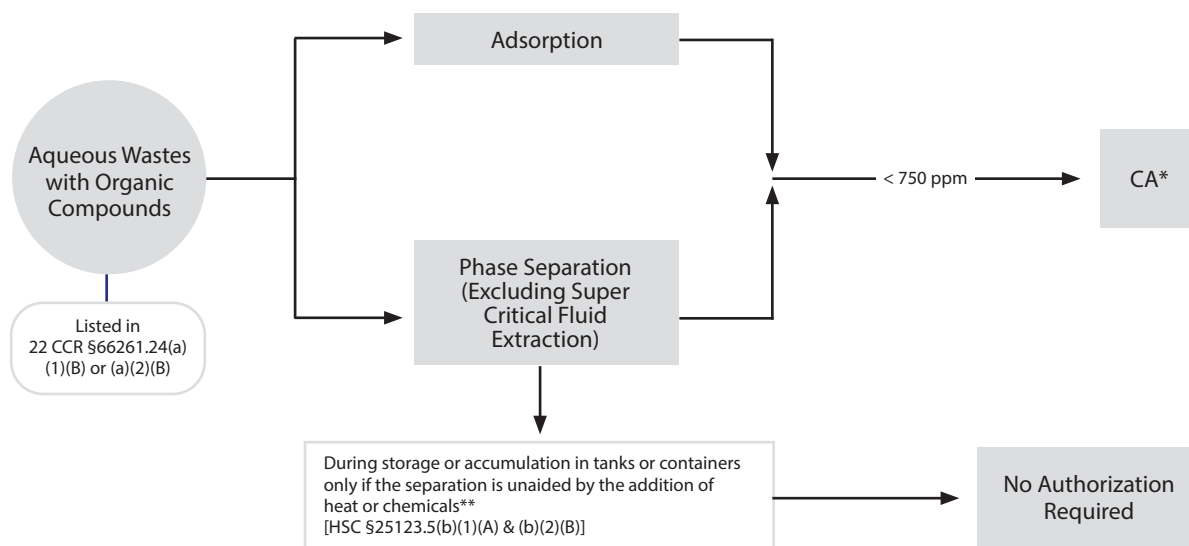 Adsorption
Aqueous Wastes
with Organic
Compounds
< 750 ppm
CA*
Phase Separation
(Excluding Super
Critical Fluid
Extraction)
Listed in
22 CCR §66261.24(a)
(1)(B) or (a)(2)(B)
During storage or accumulation in tanks or containers
only if the separation is unaided by the addition of
heat or chemicals**
[HSC §25123.5(b)(1)(A) & (b)(2)(B)]
No Authorization
Required